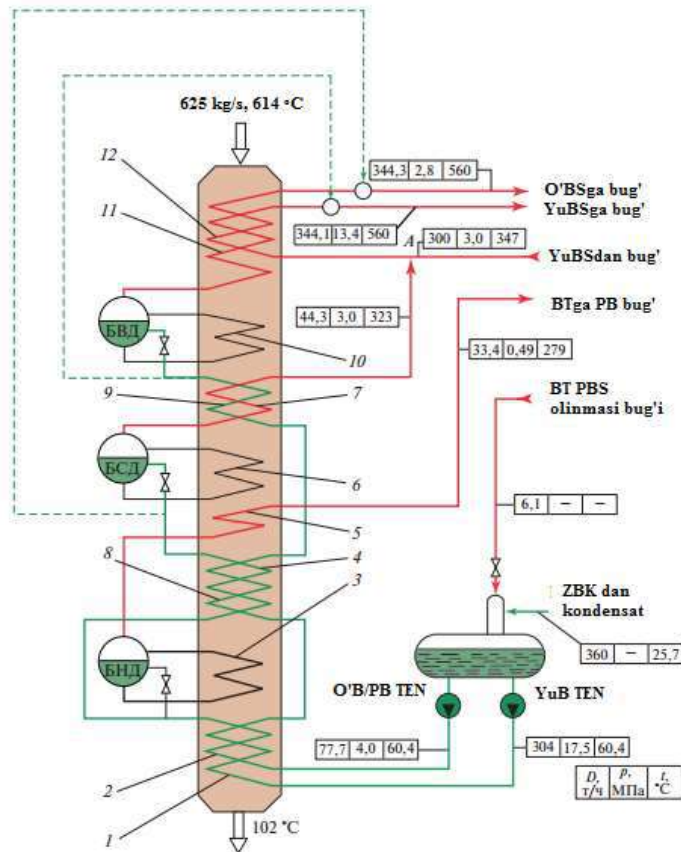 625 kg/s, 614 °C
12
11
344,3 2,8 560
O'BSga bug'
YuBSga bug'
344,1 13,4 560
A
300 3,0 347
YuBSdan bug'
44,3 3,0 323
BTga PB bug'
БВД
10
33,4 0,49 279
9
7
BT PBS
olinmasi bug'i
БСД
6
5
6,1 – –
8
4
3
ZBK dan
kondensat
360 – 25,7
БНД
O'B/PB TEN
YuB TEN
77,7 4,0 60,4
304 17,5 60,4
2
1
D, т/ч
p, МПа
t, °C
102 °C